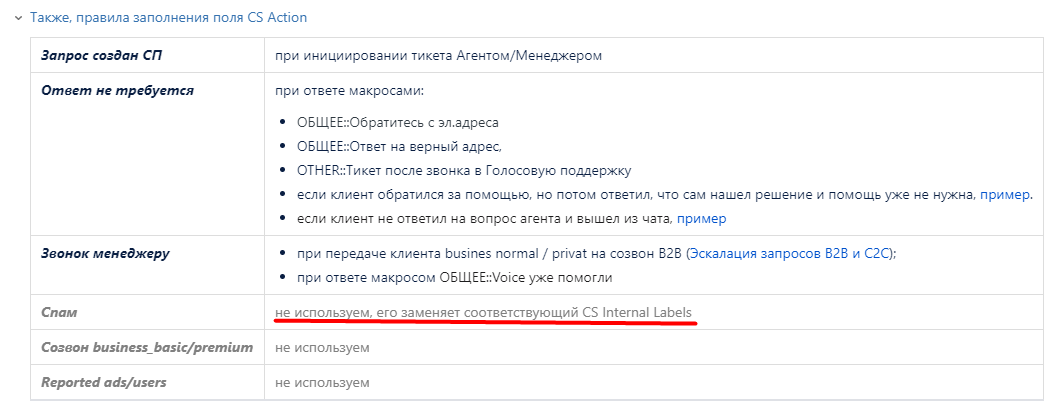 Также, правила заполнения поля CS Action
Запрос создан СП
при инициировании тикета Агентом/Менеджером
Ответ не требуется
при ответе макросами:
ОБЩЕЕ::Обратитесь с эл.адреса
ОБЩЕЕ::Ответ на верный адрес,
OTHER::Тикет после звонка в Голосовую поддержку
если клиент обратился за помощью, но потом ответил, что сам нашел решение и помощь уже не нужна, пример.
если клиент не ответил на вопрос агента и вышел из чата, пример
Звонок менеджеру
при передаче клиента busines normal / privat на созвон B2B (Эскалация запросов B2B и C2C);
при ответе макросом ОБЩЕЕ::Voice уже помогли
Спам
не используем, его заменяет соответствующий CS Internal Labels
Созвон business_basic/premium
не используем
Reported ads/users
не используем